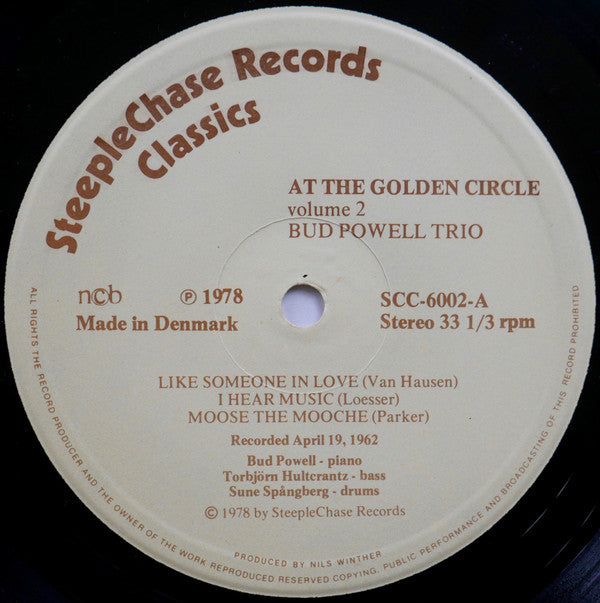 SteepleChase Records
Classics
AT THE GOLDEN CIRCLE
volume 2
BUD POWELL TRIO
ncb ℗ 1978 SCC-6002-A
Made in Denmark Stereo 33 1/3 rpm
LIKE SOMEONE IN LOVE (Van Hausen)
I HEAR MUSIC (Loesser)
MOOSE THE MOOCHE (Parker)
Recorded April 19, 1962
Bud Powell - piano
Torbjörn Hultcrantz - bass
Sune Spångberg - drums
© 1978 by SteepleChase Records
PRODUCED BY NILS WINTHER
ALL RIGHTS THE RECORD PRODUCER AND THE OWNER OF THE WORK REPRODUCED RESERVED COPYING, PUBLIC PERFORMANCE AND BROADCASTING OF THIS RECORD PROHIBITED